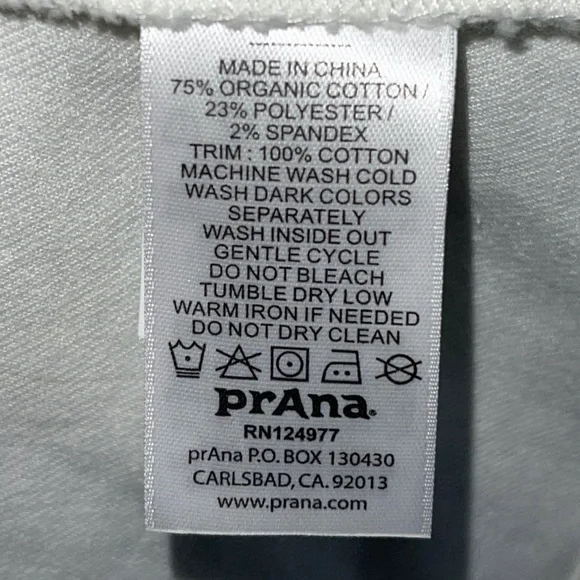 MADE IN CHINA
75% ORGANIC COTTON /
23% POLYESTER /
2% SPANDEX
TRIM : 100% COTTON
MACHINE WASH COLD
WASH DARK COLORS
SEPARATELY
WASH INSIDE OUT
GENTLE CYCLE
DO NOT BLEACH
TUMBLE DRY LOW
WARM IRON IF NEEDED
DO NOT DRY CLEAN
prAna
RN124977
prAna P.O. BOX 130430
CARLSBAD, CA. 92013
www.prana.com